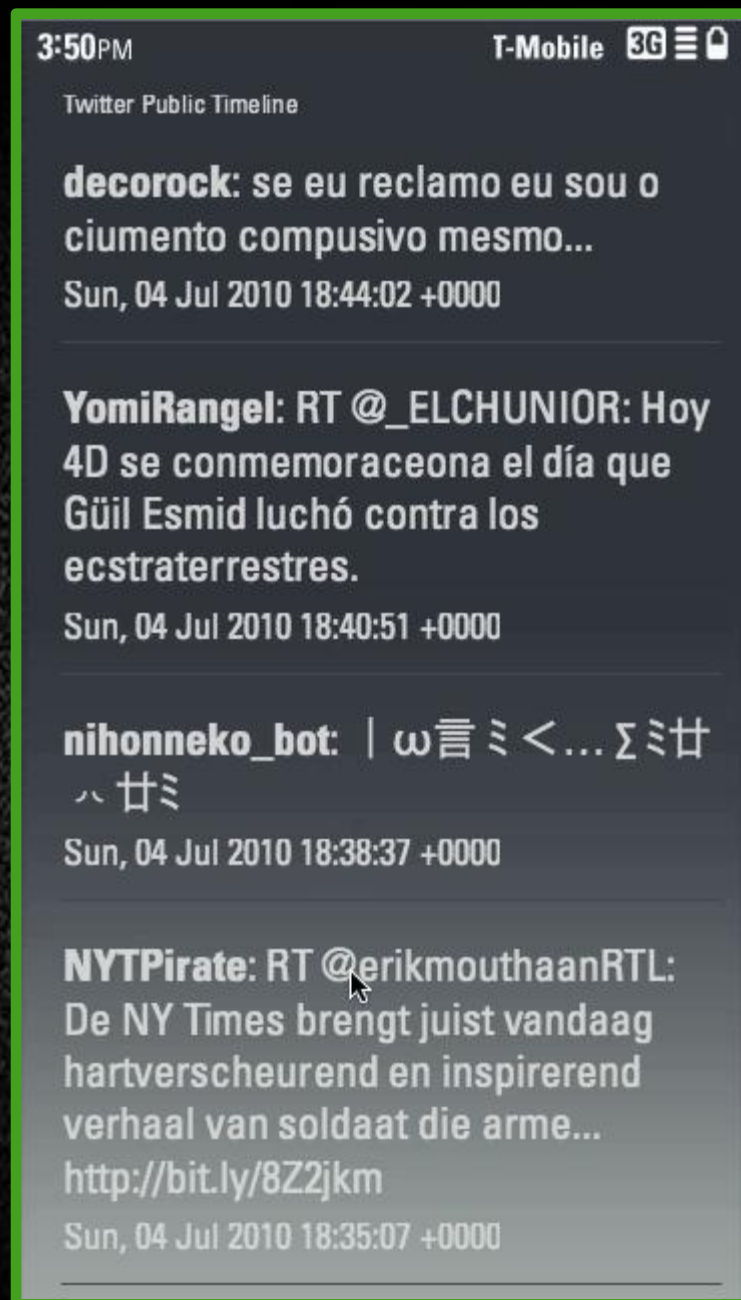 3:50PM T-Mobile 3G
Twitter Public Timeline
decorock: se eu reclamo eu sou o
ciumento compusivo mesmo...
Sun, 04 Jul 2010 18:44:02 +0000
YomiRangel: RT @_ELCHUNIOR: Hoy
4D se conmemoraceona el día que
Güil Esmid luchó contra los
ecstraterrestres.
Sun, 04 Jul 2010 18:40:51 +0000
nihonneko_bot: ｜ω言ミ＜…Σミ廿
ハ廿ミ
Sun, 04 Jul 2010 18:38:37 +0000
NYTPirate: RT @erikmouthaanRTL:
De NY Times brengt juist vandaag
hartverscheurend en inspirerend
verhaal van soldaat die arme...
http://bit.ly/8Z2jkm
Sun, 04 Jul 2010 18:35:07 +0000